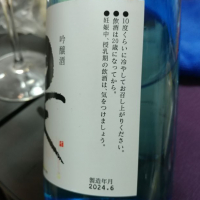 ●10度くらいに冷やしてお召し上がりください。
●飲酒は20歳になってから。
●妊娠中、授乳期の飲酒は、気をつけましょう。
吟醸酒
製造年月
2024.6